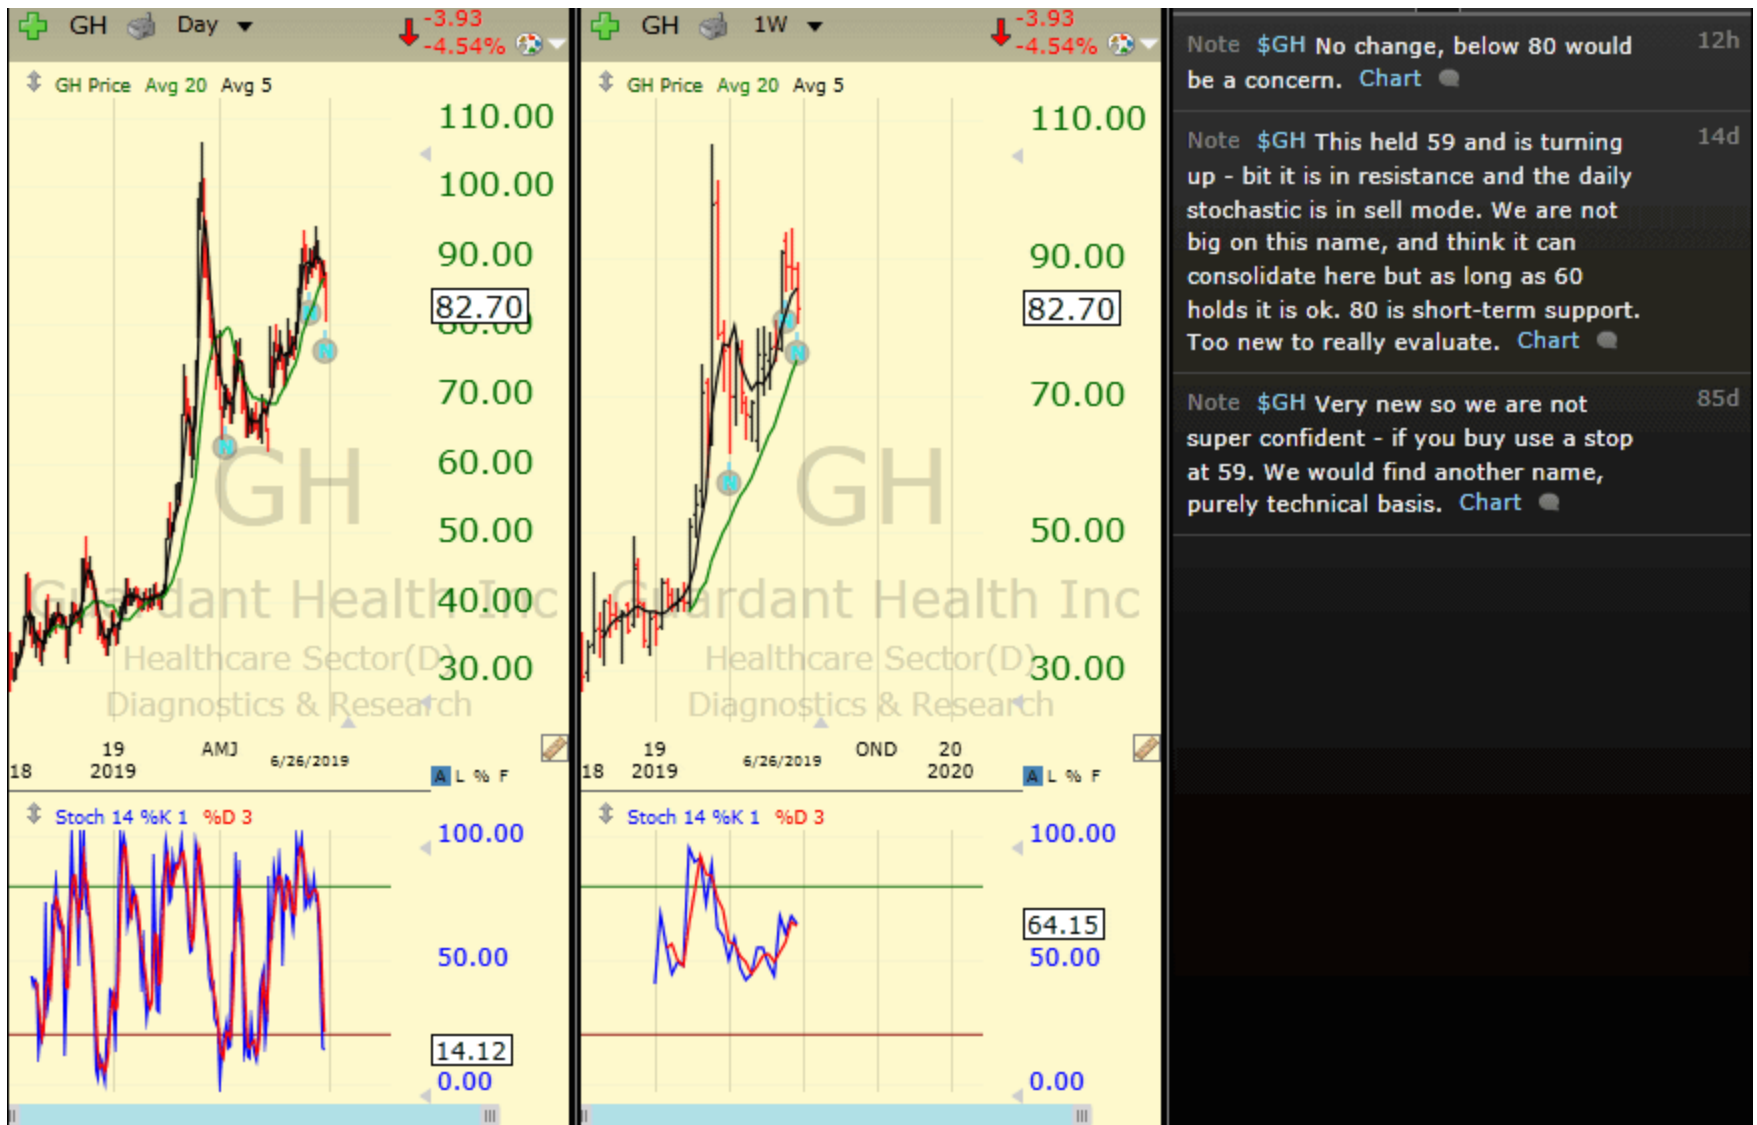 GH Day -3.93
-4.54%
GH Price Avg 20 Avg 5
110.00
100.00
90.00
82.70
80.00
70.00
60.00
50.00
40.00
30.00
GH
Guardant Health Inc
Healthcare Sector(D)
Diagnostics & Research
19 AMJ 6/26/2019
18 2019
A L % F
Stoch 14 %K 1 %D 3
100.00
50.00
14.12
0.00
GH 1W -3.93
-4.54%
GH Price Avg 20 Avg 5
110.00
90.00
82.70
70.00
50.00
30.00
GH
Guardant Health Inc
Healthcare Sector(D)
Diagnostics & Research
19 6/26/2019 OND 20
18 2019 2020
A L % F
Stoch 14 %K 1 %D 3
100.00
64.15
50.00
0.00
Note $GH No change, below 80 would 12h
be a concern. Chart
Note $GH This held 59 and is turning 14d
up - bit it is in resistance and the daily
stochastic is in sell mode. We are not
big on this name, and think it can
consolidate here but as long as 60
holds it is ok. 80 is short-term support.
Too new to really evaluate. Chart
Note $GH Very new so we are not 85d
super confident - if you buy use a stop
at 59. We would find another name,
purely technical basis. Chart
N
N
N
N
N
N